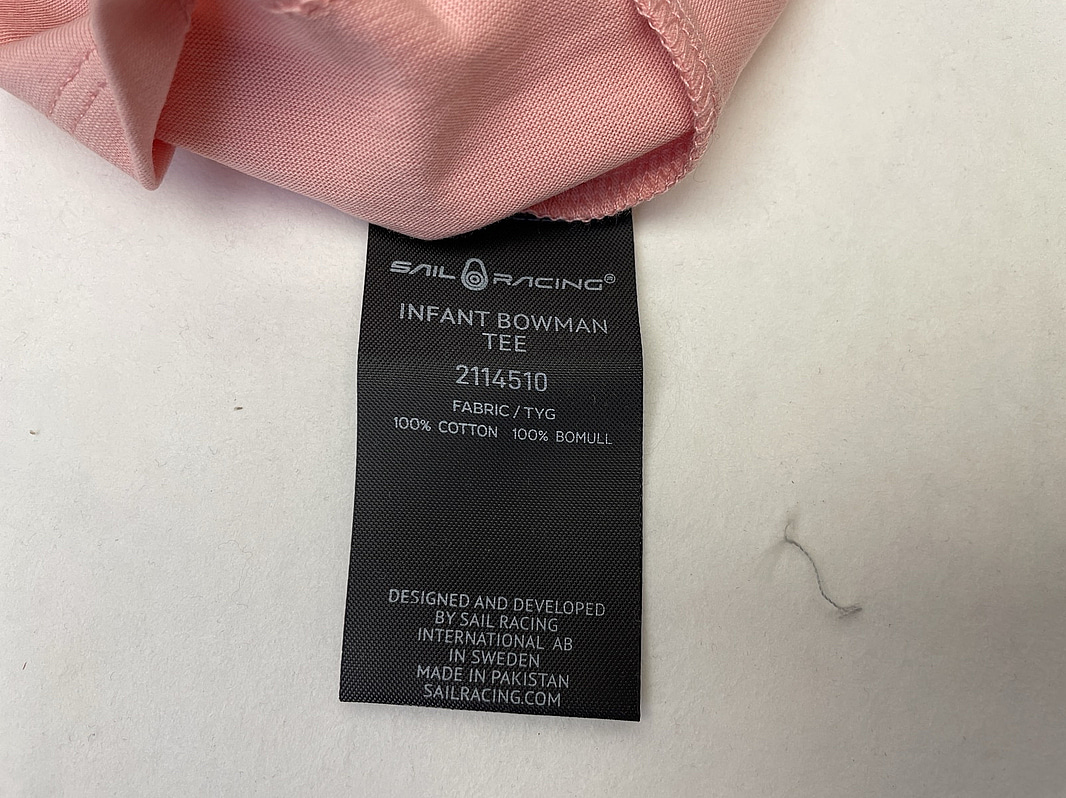 SAIL RACING®
INFANT BOWMAN
TEE
2114510
FABRIC / TYG
100% COTTON 100% BOMULL
DESIGNED AND DEVELOPED
BY SAIL RACING
INTERNATIONAL AB
IN SWEDEN
MADE IN PAKISTAN
SAILRACING.COM